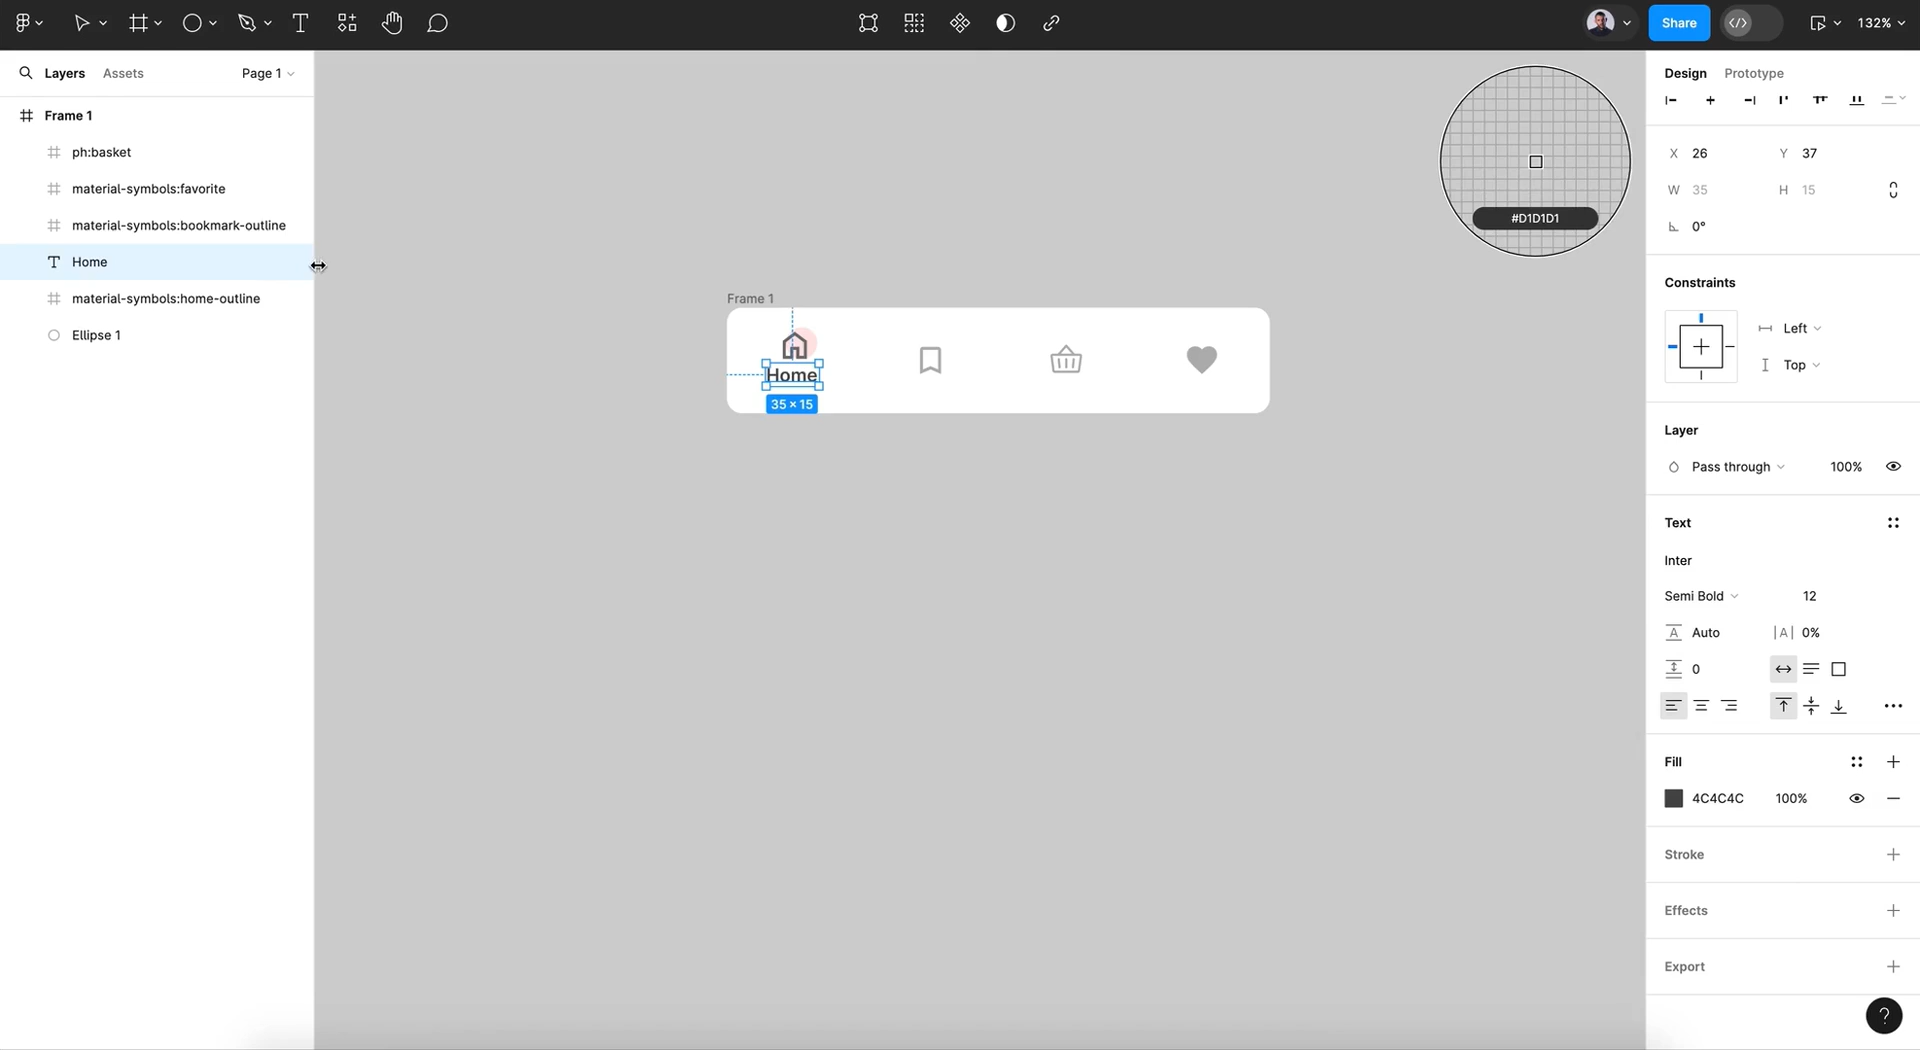 Share
132%
Layers
Assets
Page 1
Frame 1
ph:basket
material-symbols:favorite
material-symbols:bookmark-outline
Home
material-symbols:home-outline
Ellipse 1
#D1D1D1
Frame 1
Home
35 × 15
Design
Prototype
X 26
Y 37
W 35
H 15
0°
Constraints
Left
Top
Layer
Pass through
100%
Text
Inter
Semi Bold
12
A Auto
|A| 0%
0
Fill
4C4C4C
100%
Stroke
Effects
Export
?